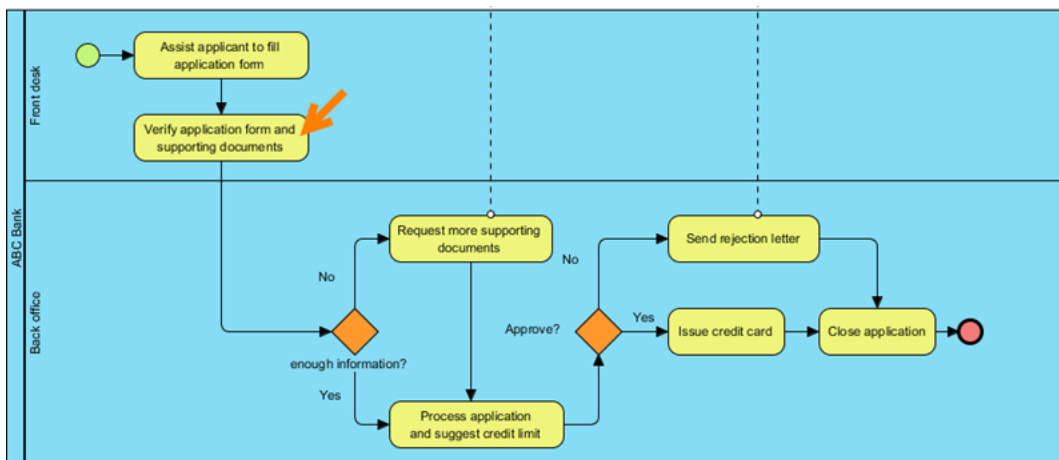 ABC Bank
Front desk
Assist applicant to fill
application form
Verify application form and
supporting documents
Back office
Request more supporting
documents
No
enough information?
Yes
Process application
and suggest credit limit
Approve?
No
Send rejection letter
Yes
Issue credit card
Close application